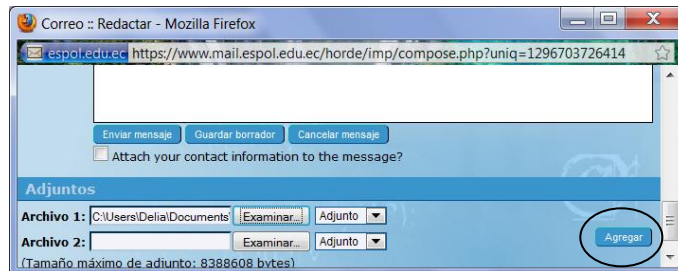 Correo :: Redactar - Mozilla Firefox
espol.edu.ec https://www.mail.espol.edu.ec/horde/imp/compose.php?uniq=1296703726414
Enviar mensaje Guardar borrador Cancelar mensaje
Attach your contact information to the message?
Adjuntos
Archivo 1: C:\Users\Delia\Documents\ Examinar... Adjunto
Agregar
Archivo 2: Examinar... Adjunto
(Tamaño máximo de adjunto: 8388608 bytes)